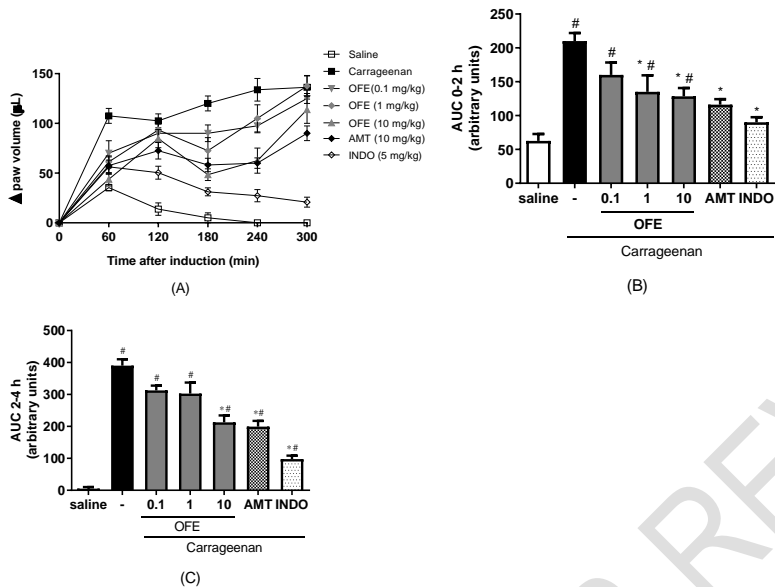 Saline
Carrageenan
OFE(0.1 mg/kg)
OFE (1 mg/kg)
OFE (10 mg/kg)
AMT (10 mg/kg)
INDO (5 mg/kg)
paw volume (µL)
150
100
50
0
0 60 120 180 240 300
Time after induction (min)
(A)
AUC 0-2 h
(arbitrary units)
250
200
150
100
50
0
# # * # * # * *
saline - 0.1 1 10 AMT INDO
OFE
Carrageenan
(B)
AUC 2-4 h
(arbitrary units)
500
400
300
200
100
0
# # # *# *# *#
saline - 0.1 1 10 AMT INDO
OFE
Carrageenan
(C)